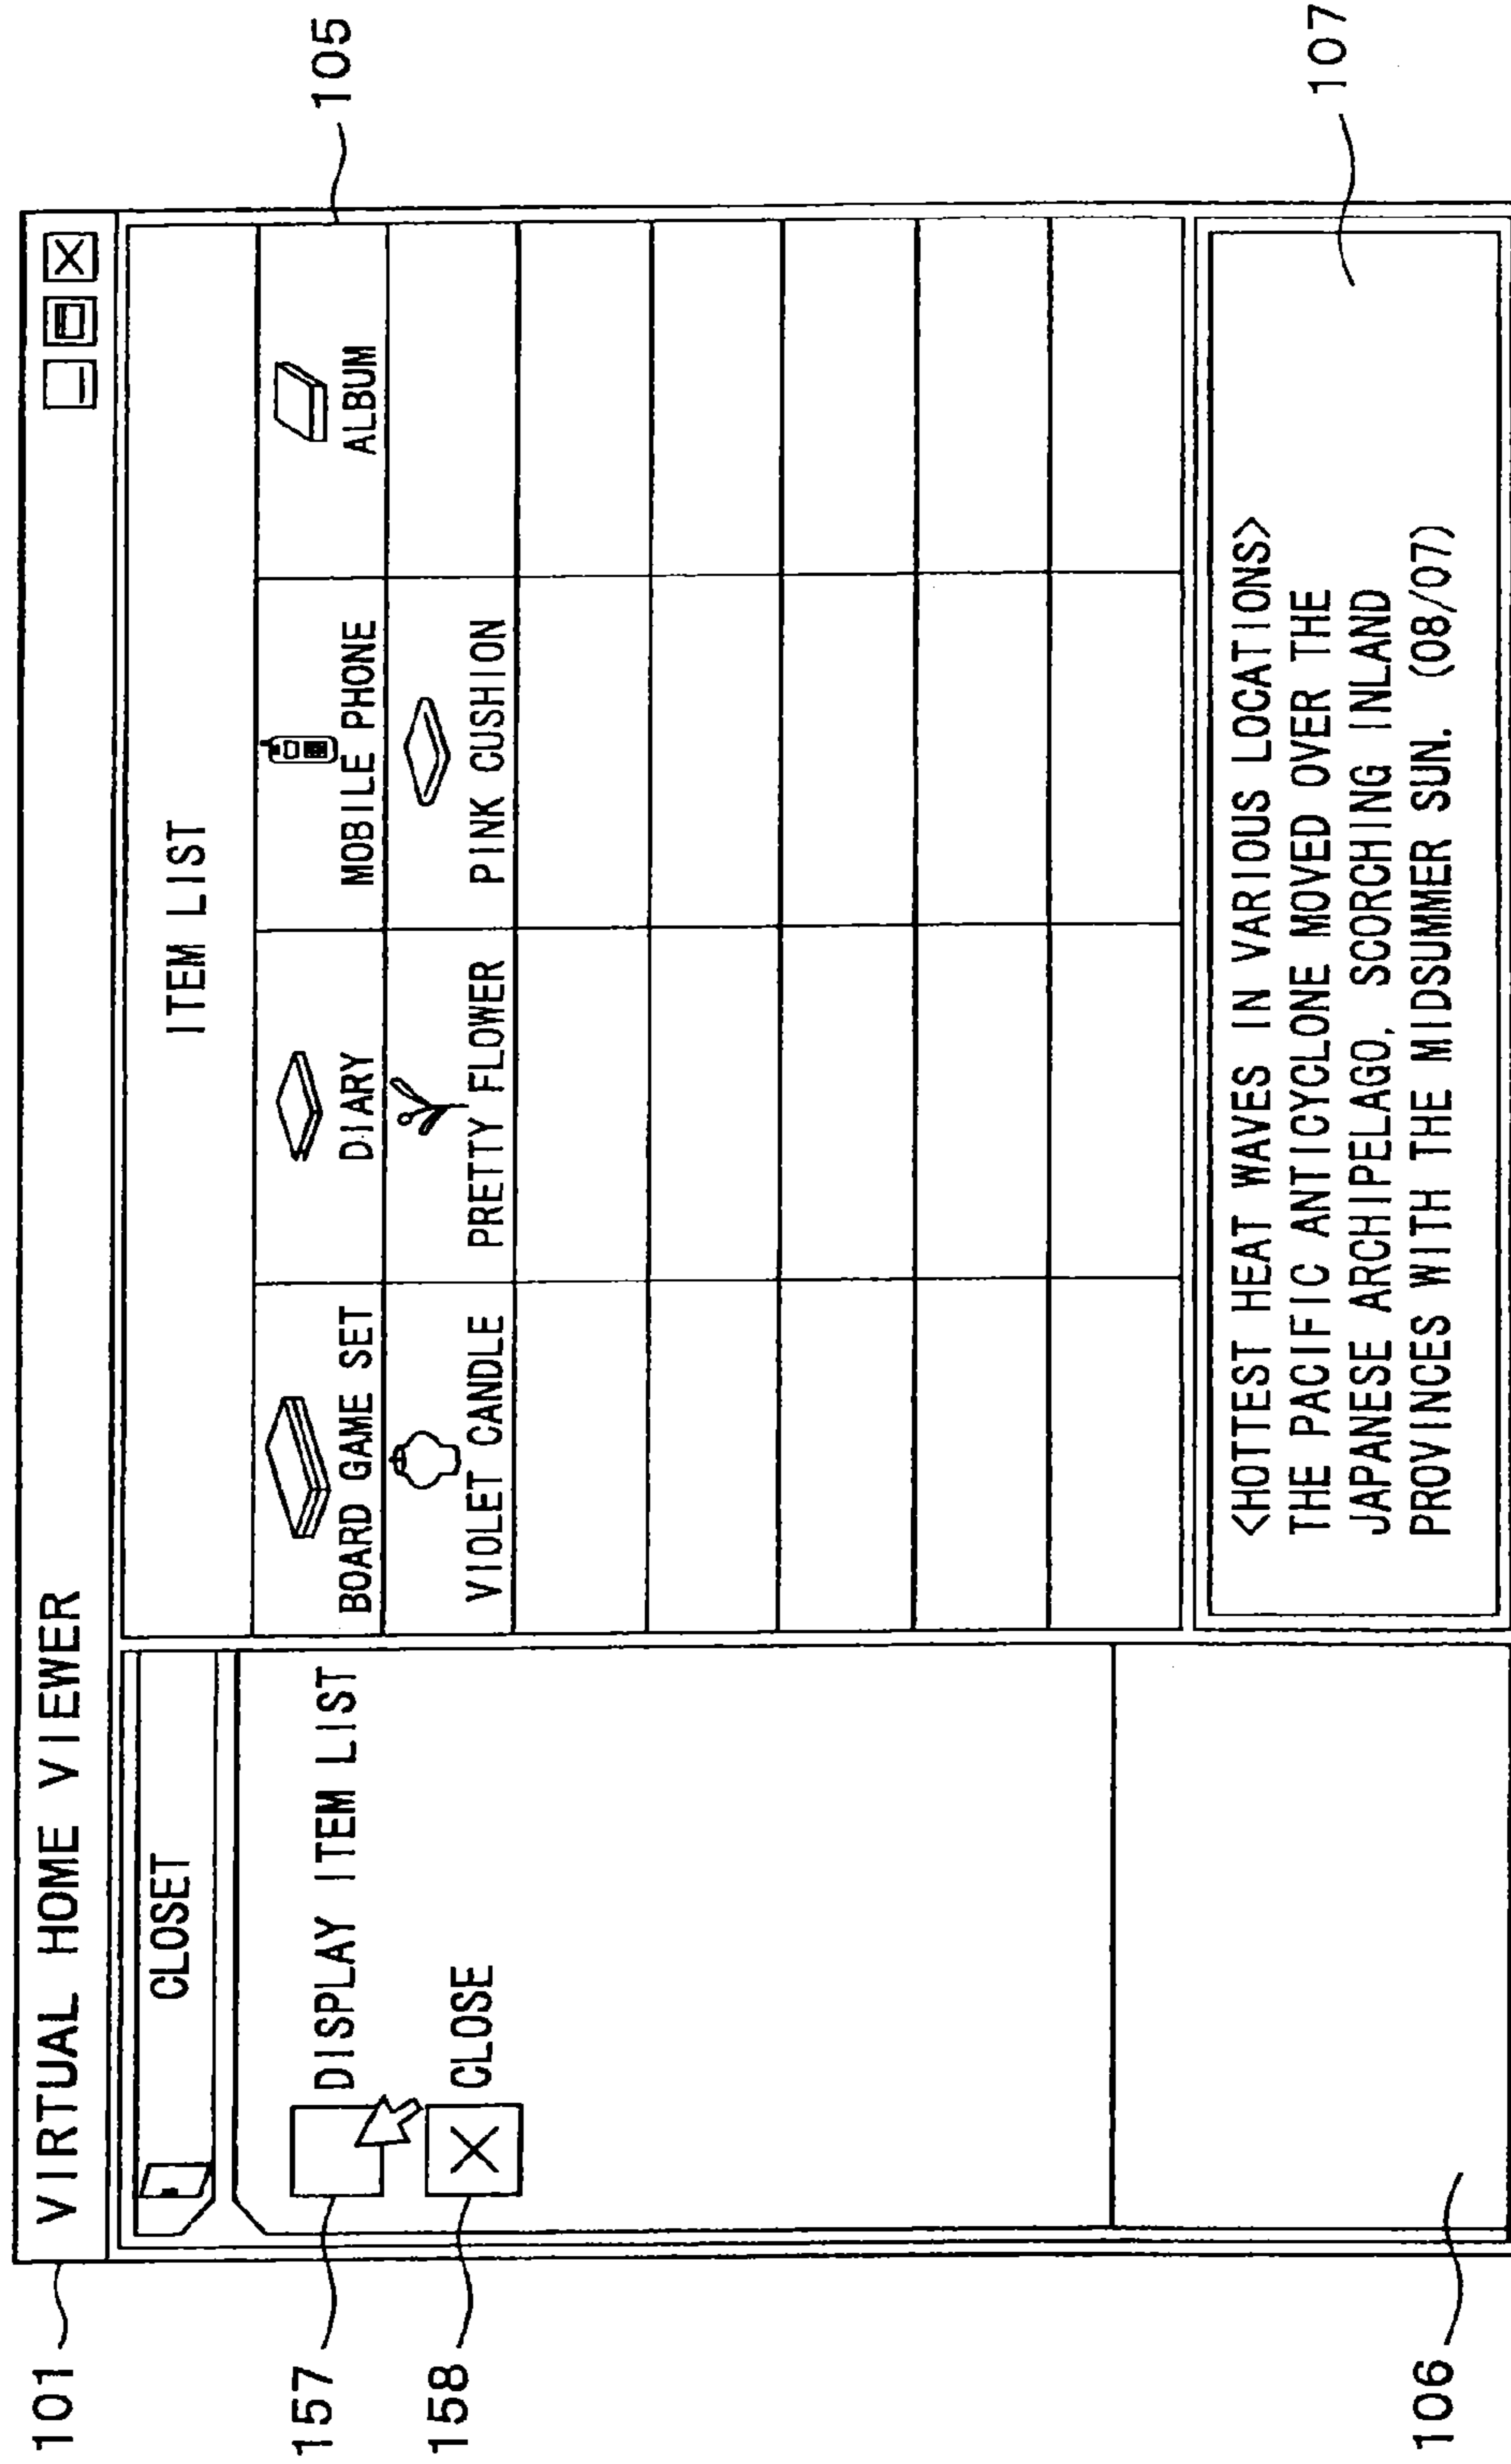 101
VIRTUAL HOME VIEWER
105
CLOSET
ITEM LIST
157
DISPLAY ITEM LIST
158
CLOSE
BOARD GAME SET
DIARY
MOBILE PHONE
ALBUM
VIOLET CANDLE
PRETTY FLOWER
PINK CUSHION
106
<HOTTEST HEAT WAVES IN VARIOUS LOCATIONS>
THE PACIFIC ANTICYCLONE MOVED OVER THE
JAPANESE ARCHIPELAGO, SCORCHING INLAND
PROVINCES WITH THE MIDSUMMER SUN. (08/07)
107